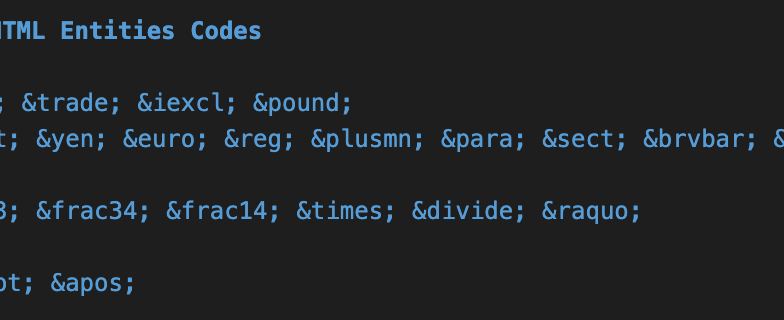 HTML Entities Codes
; &trade; &iexcl; &pound;
t; &yen; &euro; &reg; &plusmn; &para; &sect; &brvbar; &
3; &frac34; &frac14; &times; &divide; &raquo;
ot; &apos;